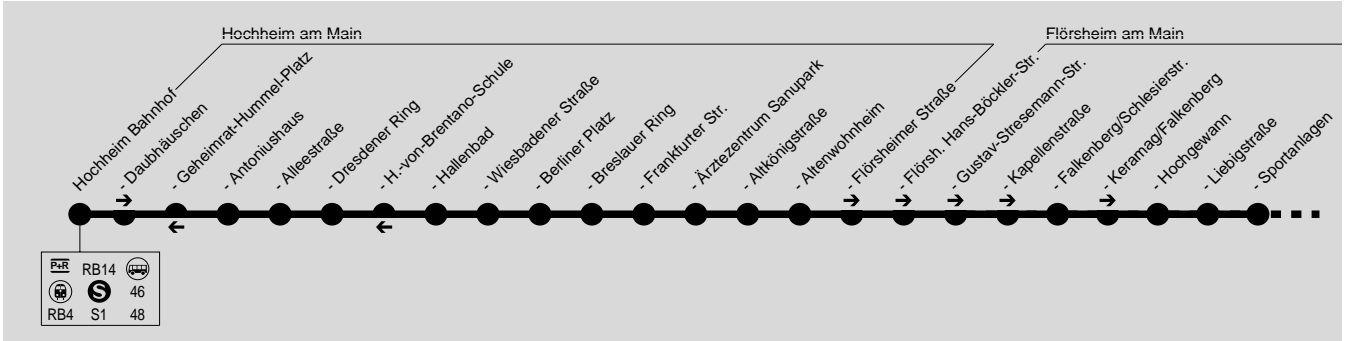 Hochheim am Main
Flörsheim am Main
Hochheim Bahnhof
- Daubhäuschen
- Geheimrat-Hummel-Platz
- Antoniushaus
- Alleestraße
- Dresdener Ring
- H.-von-Brentano-Schule
- Hallenbad
- Wiesbadener Straße
- Berliner Platz
- Breslauer Ring
- Frankfurter Str.
- Ärztezentrum Sanupark
- Altkönigstraße
- Altenwohnheim
- Flörsheimer Straße
- Flörsh. Hans-Böckler-Str.
- Gustav-Stresemann-Str.
- Kapellenstraße
- Falkenberg/Schlesierstr.
- Keramag/Falkenberg
- Hochgewann
- Liebigstraße
- Sportanlagen
P+R RB14
S 46
RB4 S1 48